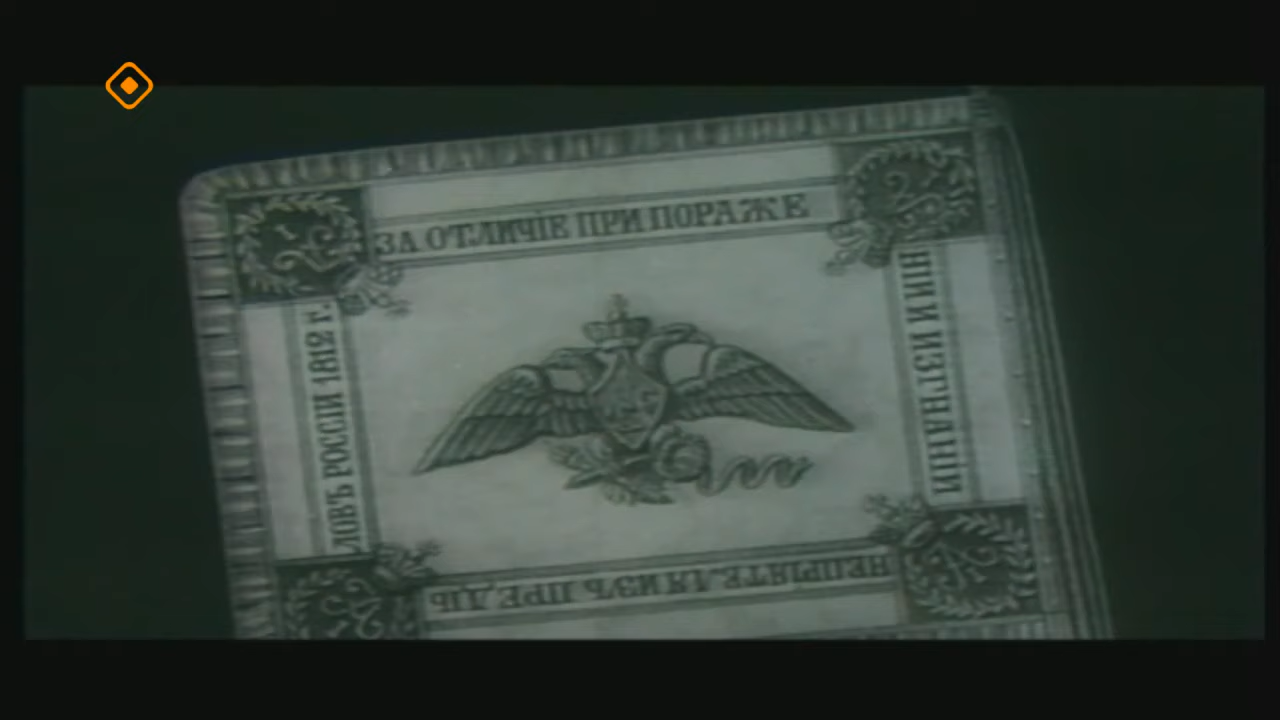 ЗА ОТЛИЧІЕ ПРИ ПОРАЖЕ
НІИ И ИЗГНАНІИ
НЕПРІЯТЕЛЯ ИЗЪ ПРЕДѢ
ЛОВЪ РОССІИ 1812 г.